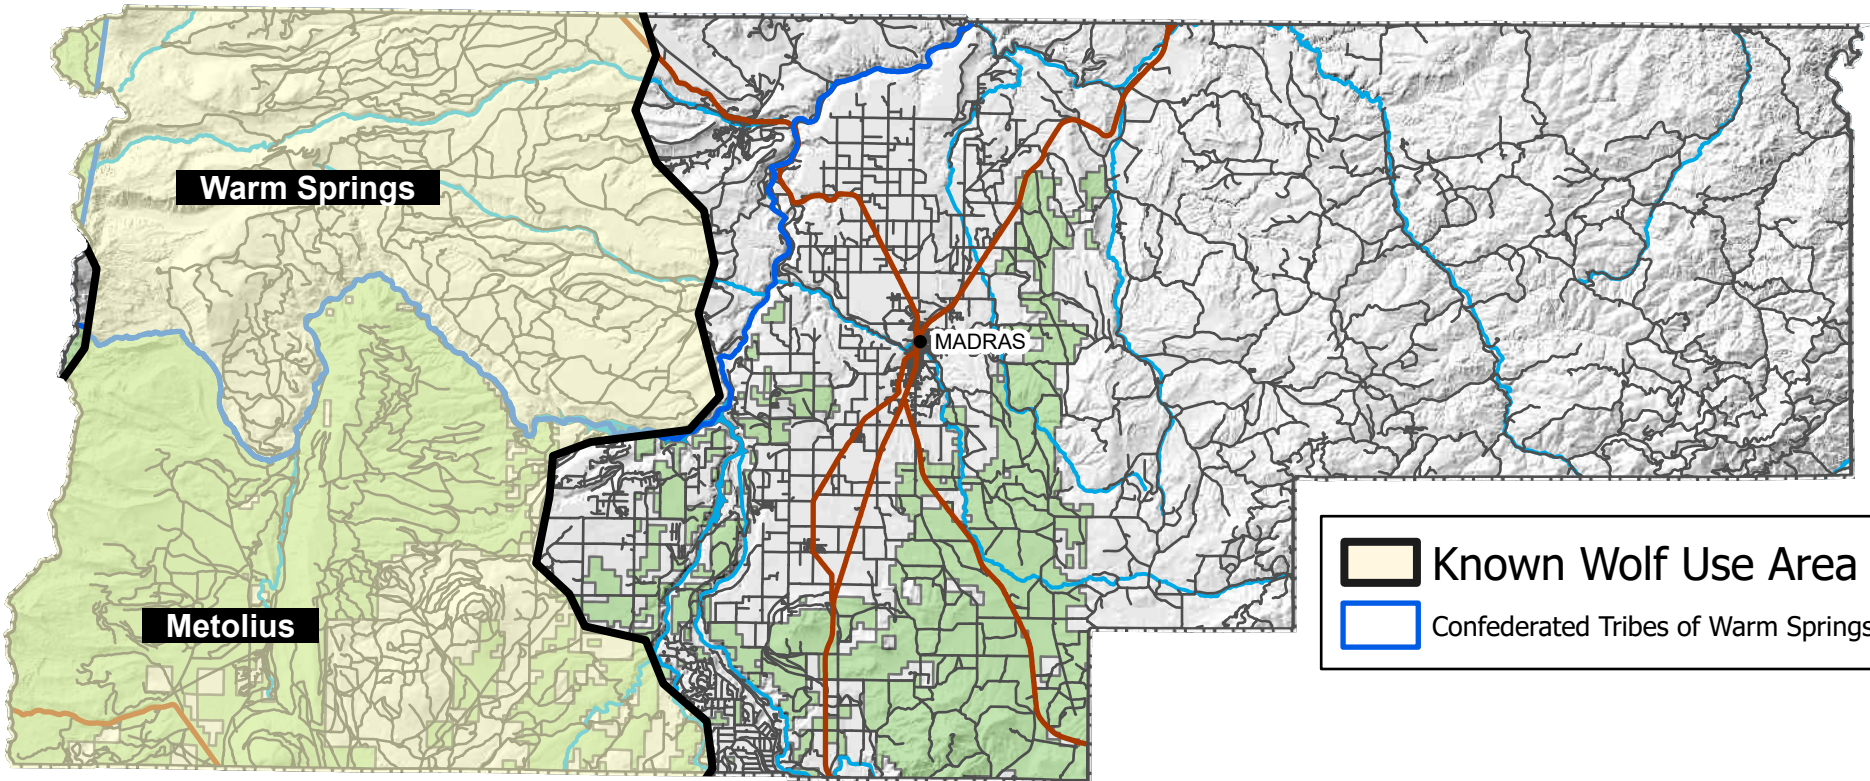 Warm Springs
MADRAS
Metolius
Known Wolf Use Area
Confederated Tribes of Warm Springs